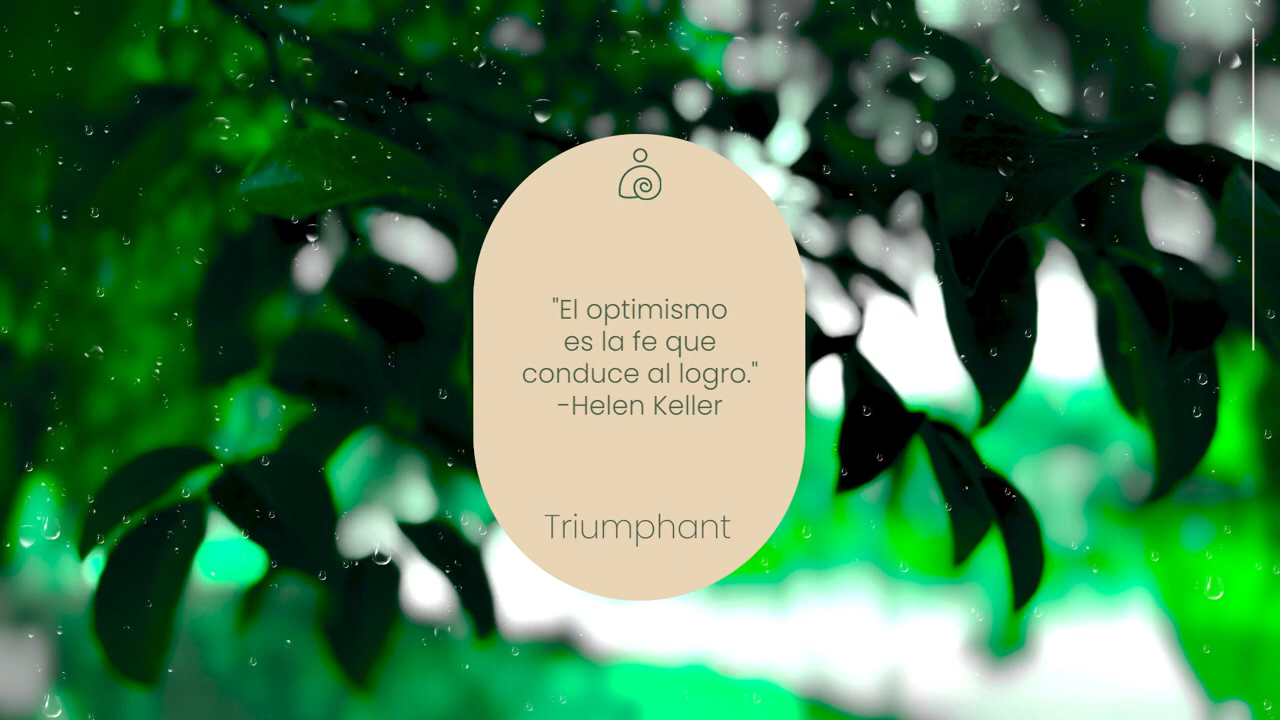 "El optimismo
es la fe que
conduce al logro."
-Helen Keller
Triumphant